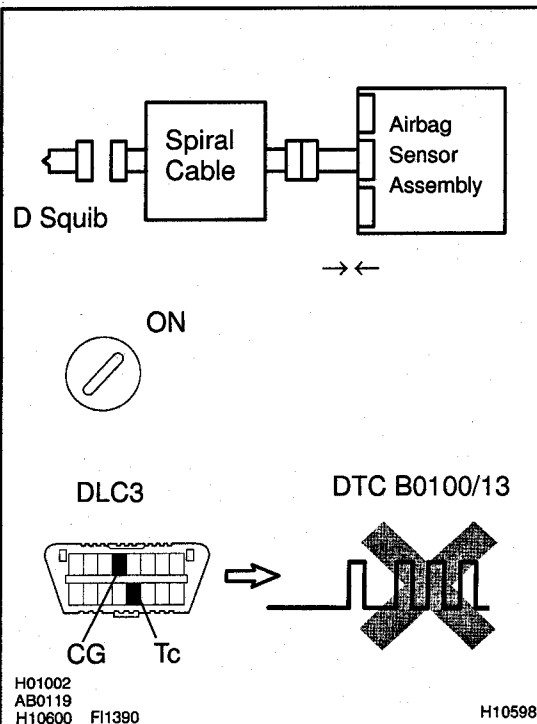 Spiral
Cable
Airbag
Sensor
Assembly
D Squib
ON
DLC3
DTC B0100/13
CG
Tc
H01002
AB0119
H10600 FI1390
H10598